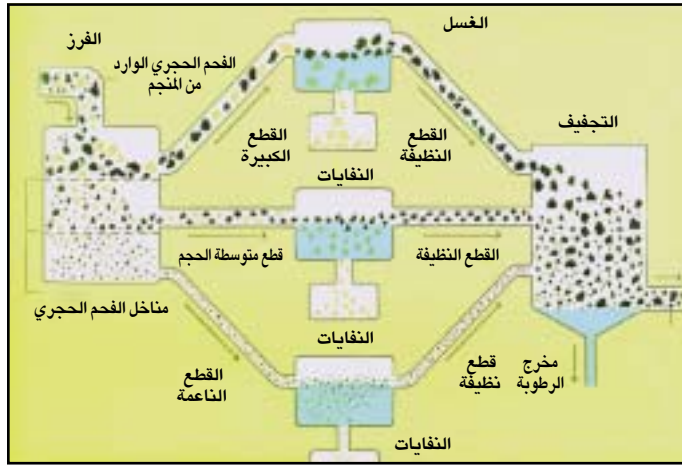 الغسل
الفرز
الفحم الحجري الوارد
من المنجم
التجفيف
القطع
الكبيرة
القطع
النظيفة
النفايات
قطع متوسطة الحجم
القطع النظيفة
مناخل الفحم الحجري
النفايات
القطع
الناعمة
قطع
نظيفة
مخرج
الرطوبة
النفايات